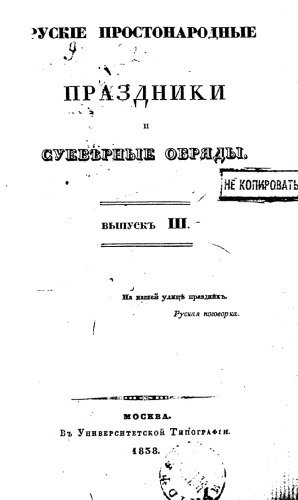 РУСКІЕ ПРОСТОНАРОДНЫЕ
ПРАЗДНИКИ
И
СУЕВѢРНЫЕ ОБРЯДЫ.
НЕ КОПИРОВАТЬ
ВЫПУСКЪ III.
На нашей улицѣ праздникъ.
Руская поговорка.
МОСКВА.
Въ Университетской Типографіи.
1838.